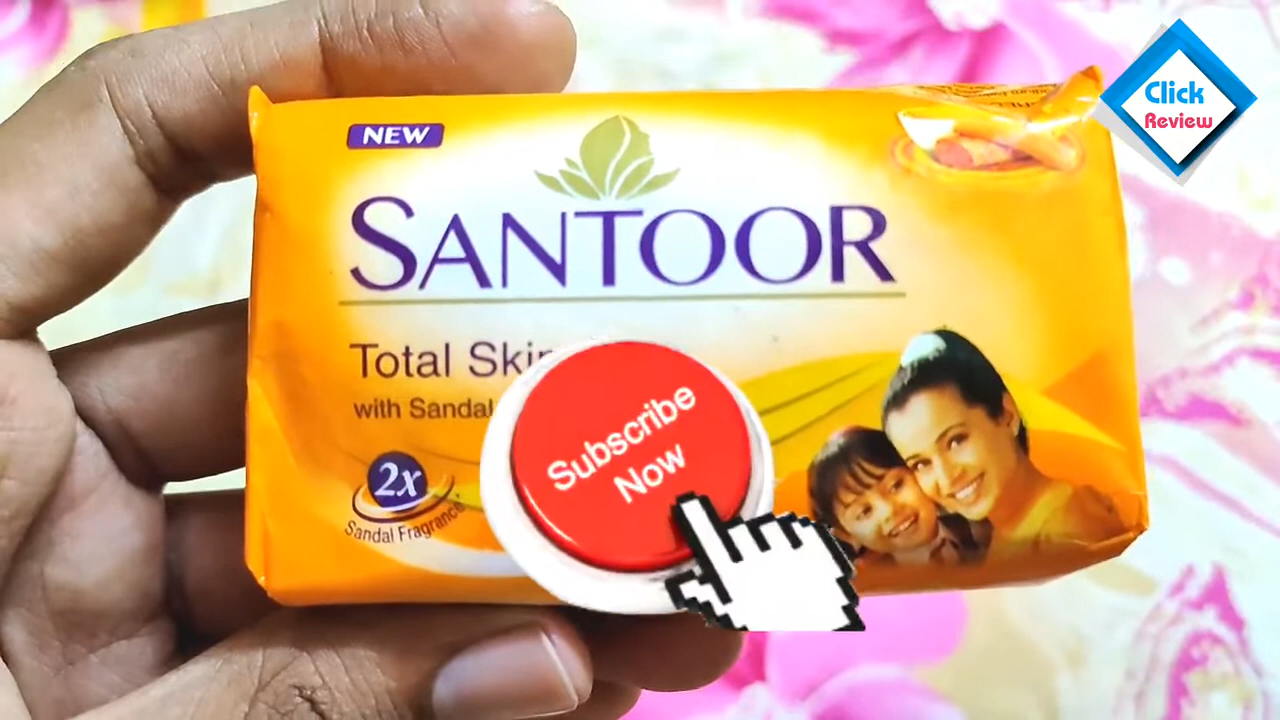 NEW
SANTOOR
Total Skin
with Sandal
2x
Sandal Fragrance
Subscribe
Now
Click
Review